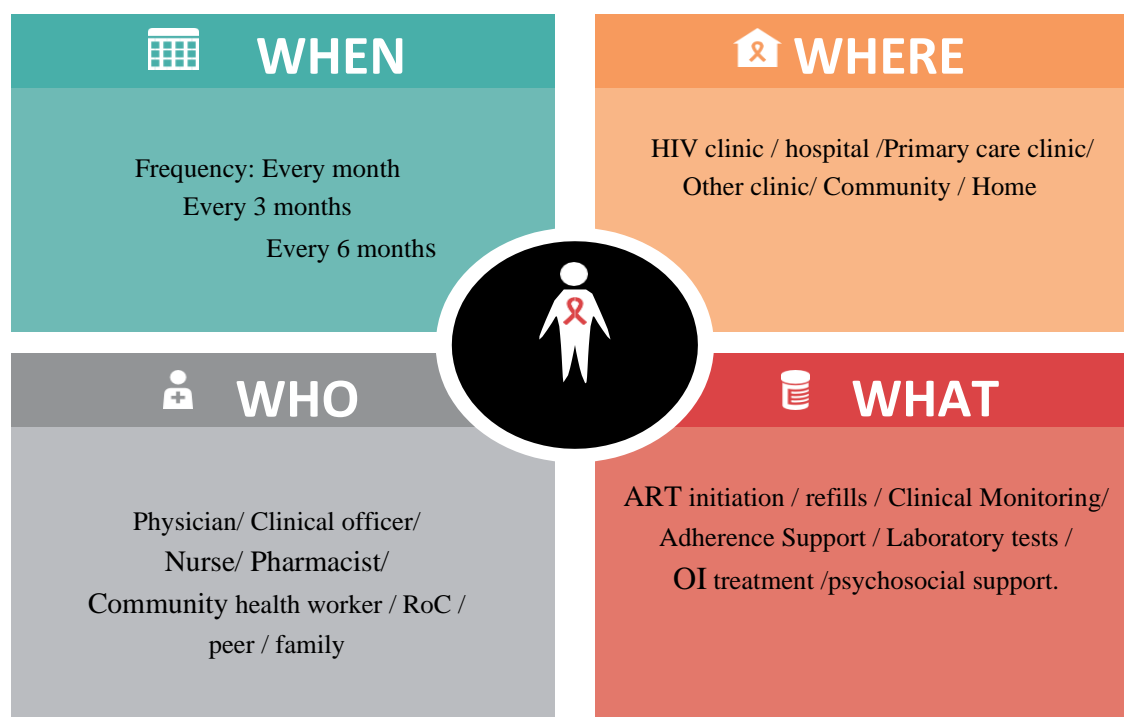 WHEN
Frequency: Every month
Every 3 months
Every 6 months
WHERE
HIV clinic / hospital /Primary care clinic/
Other clinic/ Community / Home
WHO
Physician/ Clinical officer/
Nurse/ Pharmacist/
Community health worker / RoC /
peer / family
WHAT
ART initiation / refills / Clinical Monitoring/
Adherence Support / Laboratory tests /
OI treatment /psychosocial support.